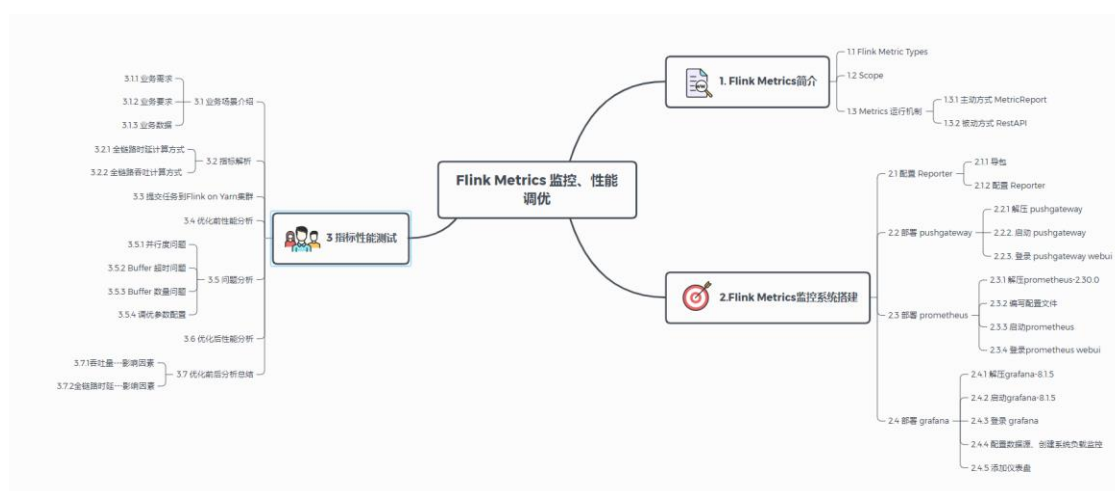 Flink Metrics 监控、性能
调优
1. Flink Metrics简介
1.1 Flink Metric Types
1.2 Scope
1.3 Metrics 运行机制
1.3.1 主动方式 MetricReport
1.3.2 被动方式 RestAPI
2.Flink Metrics监控系统搭建
2.1 配置 Reporter
2.1.1 导包
2.1.2 配置 Reporter
2.2 部署 pushgateway
2.2.1 解压 pushgateway
2.2.2. 启动 pushgateway
2.2.3. 登录 pushgateway webui
2.3 部署 prometheus
2.3.1 解压prometheus-2.30.0
2.3.2 编写配置文件
2.3.3 启动prometheus
2.3.4 登录prometheus webui
2.4 部署 grafana
2.4.1 解压grafana-8.1.5
2.4.2 启动grafana-8.1.5
2.4.3 登录 grafana
2.4.4 配置数据源、创建系统负载监控
2.4.5 添加仪表盘
3 指标性能测试
3.1 业务场景介绍
3.1.1 业务需求
3.1.2 业务要求
3.1.3 业务数据
3.2 指标解析
3.2.1 全链路时延计算方式
3.2.2 全链路吞吐计算方式
3.3 提交任务到Flink on Yarn集群
3.4 优化前性能分析
3.5 问题分析
3.5.1 并行度问题
3.5.2 Buffer 超时问题
3.5.3 Buffer 数量问题
3.5.4 调优参数配置
3.6 优化后性能分析
3.7 优化前后分析总结
3.7.1吞吐量---影响因素
3.7.2全链路时延---影响因素